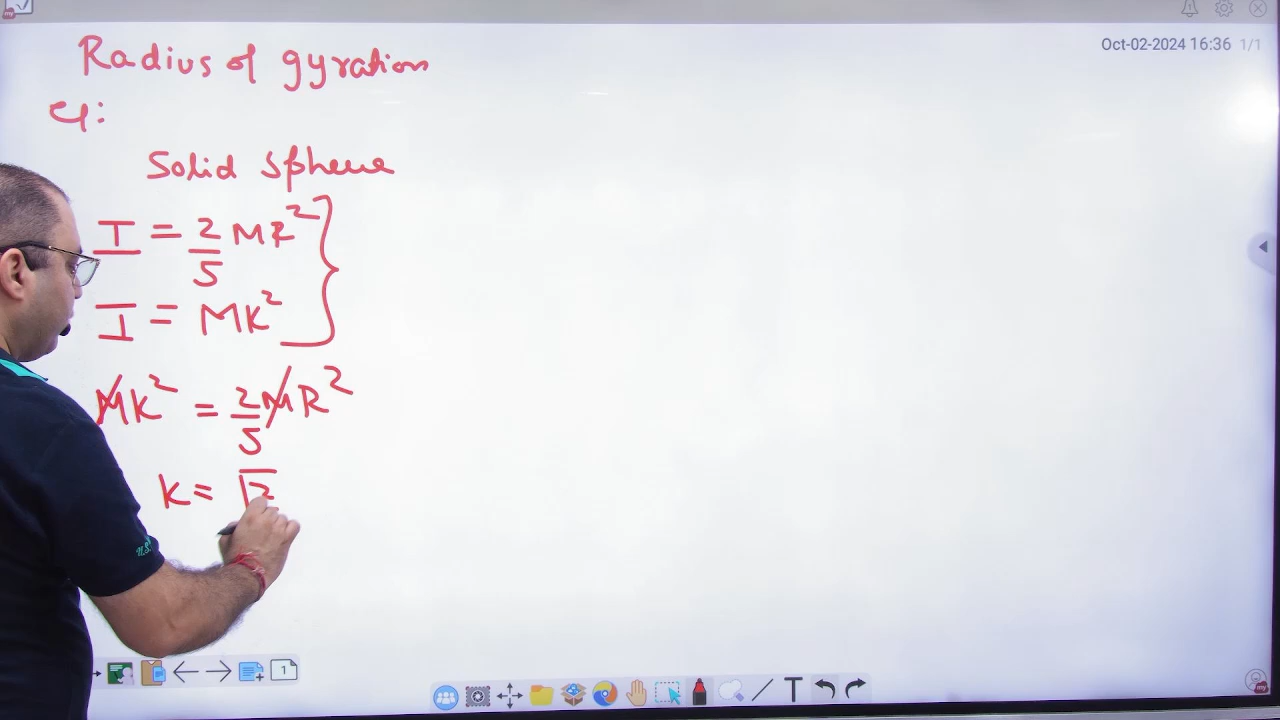 Oct-02-2024 16:36 1/1
Radius of gyration
eg:
Solid Sphere
I = 2/5 MR²
I = MK²
MK² = 2/5 MR²
K = √2
1
T